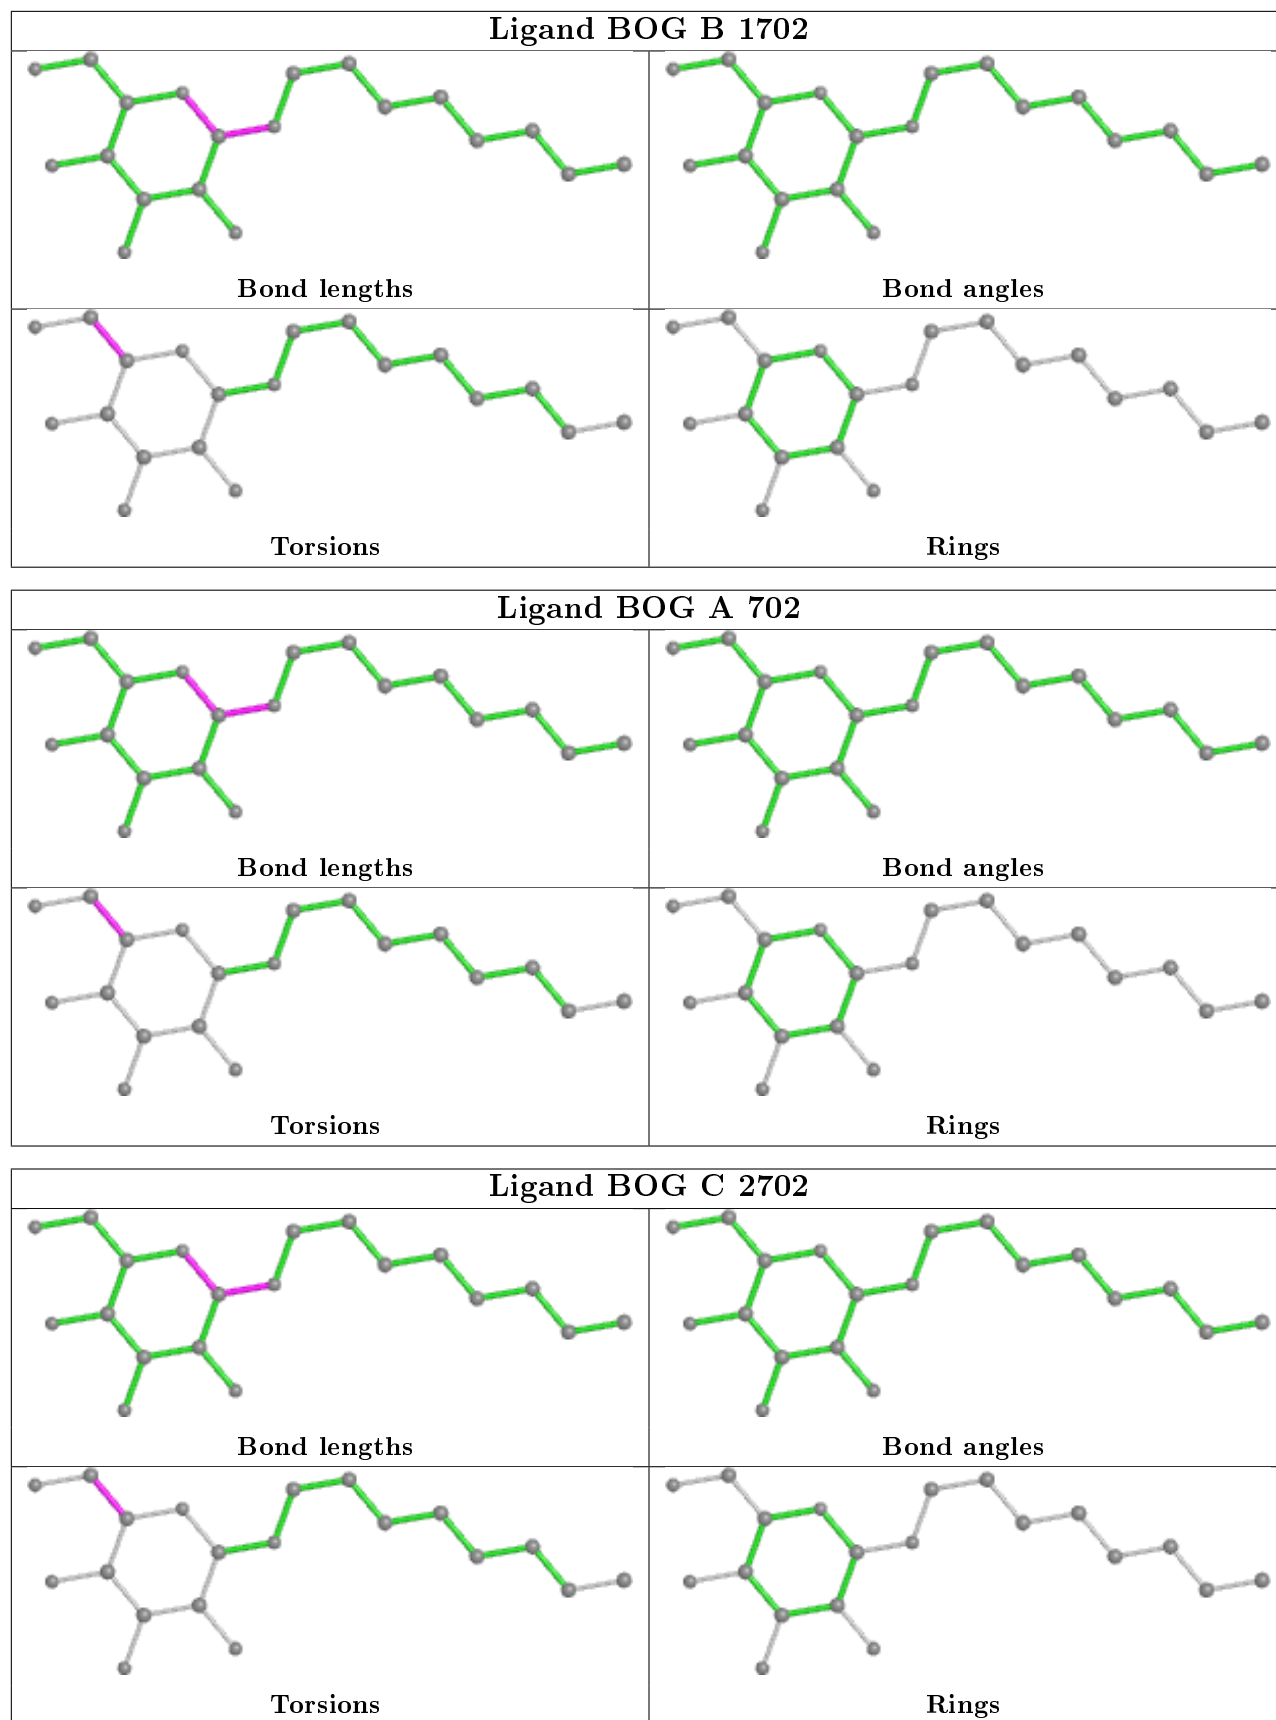 Ligand BOG B 1702
Bond lengths
Bond angles
Torsions
Rings
Ligand BOG A 702
Bond lengths
Bond angles
Torsions
Rings
Ligand BOG C 2702
Bond lengths
Bond angles
Torsions
Rings